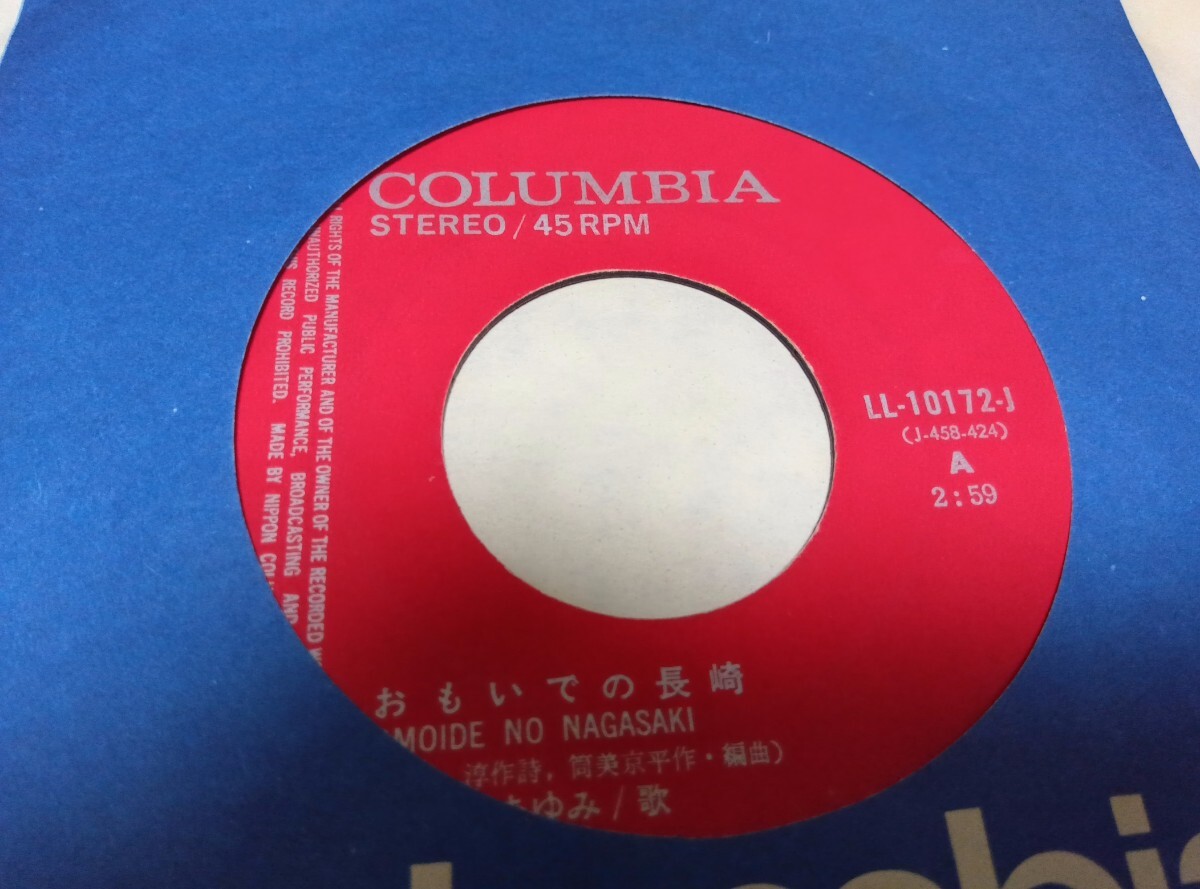 COLUMBIA
STEREO / 45 RPM
RIGHTS OF THE MANUFACTURER AND OF THE OWNER OF THE RECORDED
PUBLIC PERFORMANCE, BROADCASTING AND
RECORD PROHIBITED. MADE BY NIPPON
LL-10172-J
(J-458-424)
A
2:59
おもいでの長崎
MOIDE NO NAGASAKI
淳作詩，筒美京平作・編曲)
ゆみ / 歌